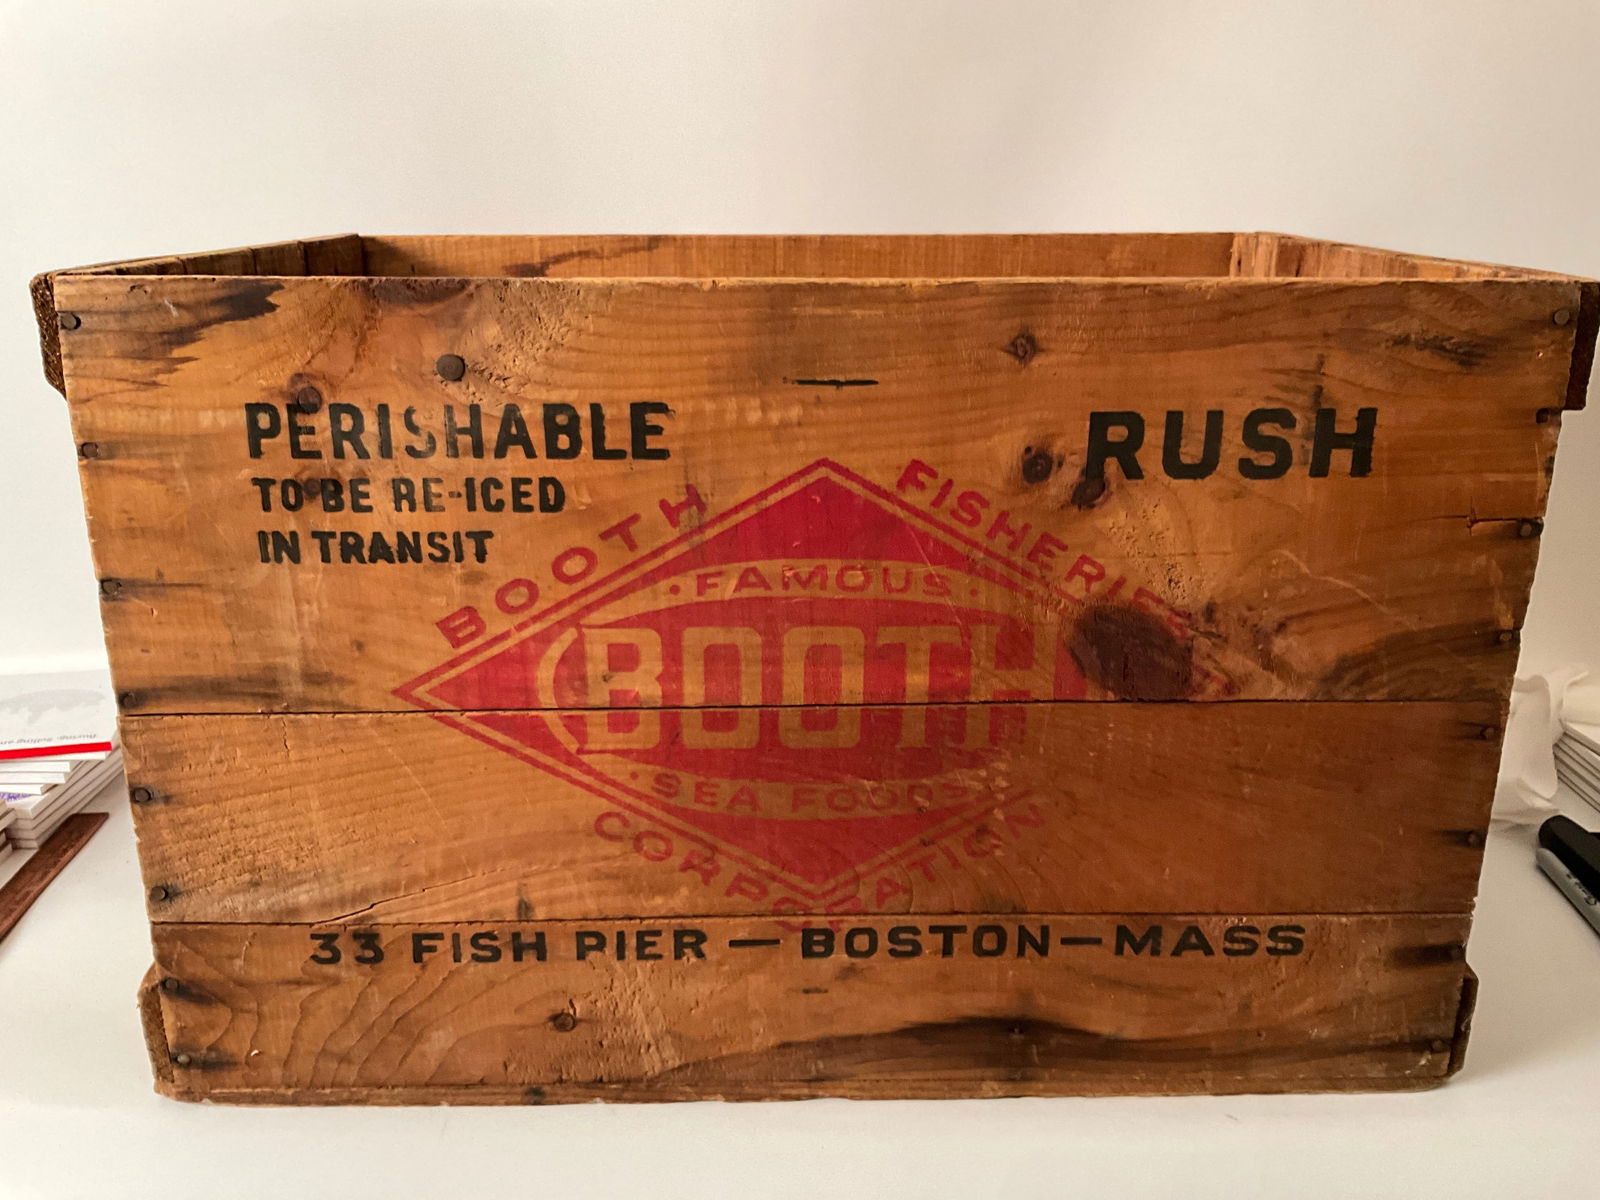 PERISHABLE
TO BE RE-ICED
IN TRANSIT
RUSH
BOOTH FISHERIES
· FAMOUS ·
BOOTH
· SEA FOODS
CORPORATION
33 FISH PIER — BOSTON — MASS